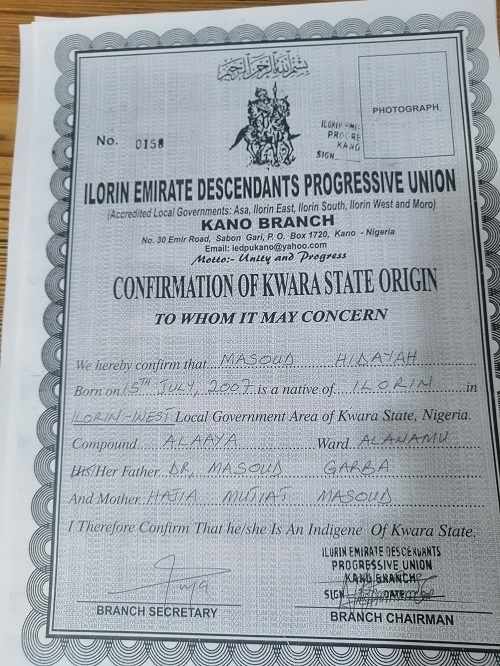 بسم الله الرحمن الرحيم
PHOTOGRAPH.
No. 0158
ILORIN
PROGRE
KANO
SIGN
ILORIN EMIRATE DESCENDANTS PROGRESSIVE UNION
(Accredited Local Governments: Asa, Ilorin East, Ilorin South, Ilorin West and Moro)
KANO BRANCH
No. 30 Emir Road, Sabon Gari, P. O. Box 1720, Kano - Nigeria
Email: iedpukano@yahoo.com
Motto:- Unity and Progress
CONFIRMATION OF KWARA STATE ORIGIN
TO WHOM IT MAY CONCERN
We hereby confirm that MASOUD HIDAYAH
Born on 15TH JULY, 2007 is a native of ILORIN in
ILORIN-WEST Local Government Area of Kwara State, Nigeria.
Compound ALAAYA Ward ALANAMU
His/Her Father DR, MASOUD GARBA
And Mother HAJIA MUTIAT MASOUD
I Therefore Confirm That he/she Is An Indigene Of Kwara State.
ILORIN EMIRATE DESCENDANTS
PROGRESSIVE UNION
KANO BRANCH
SIGN DATE
BRANCH SECRETARY
BRANCH CHAIRMAN